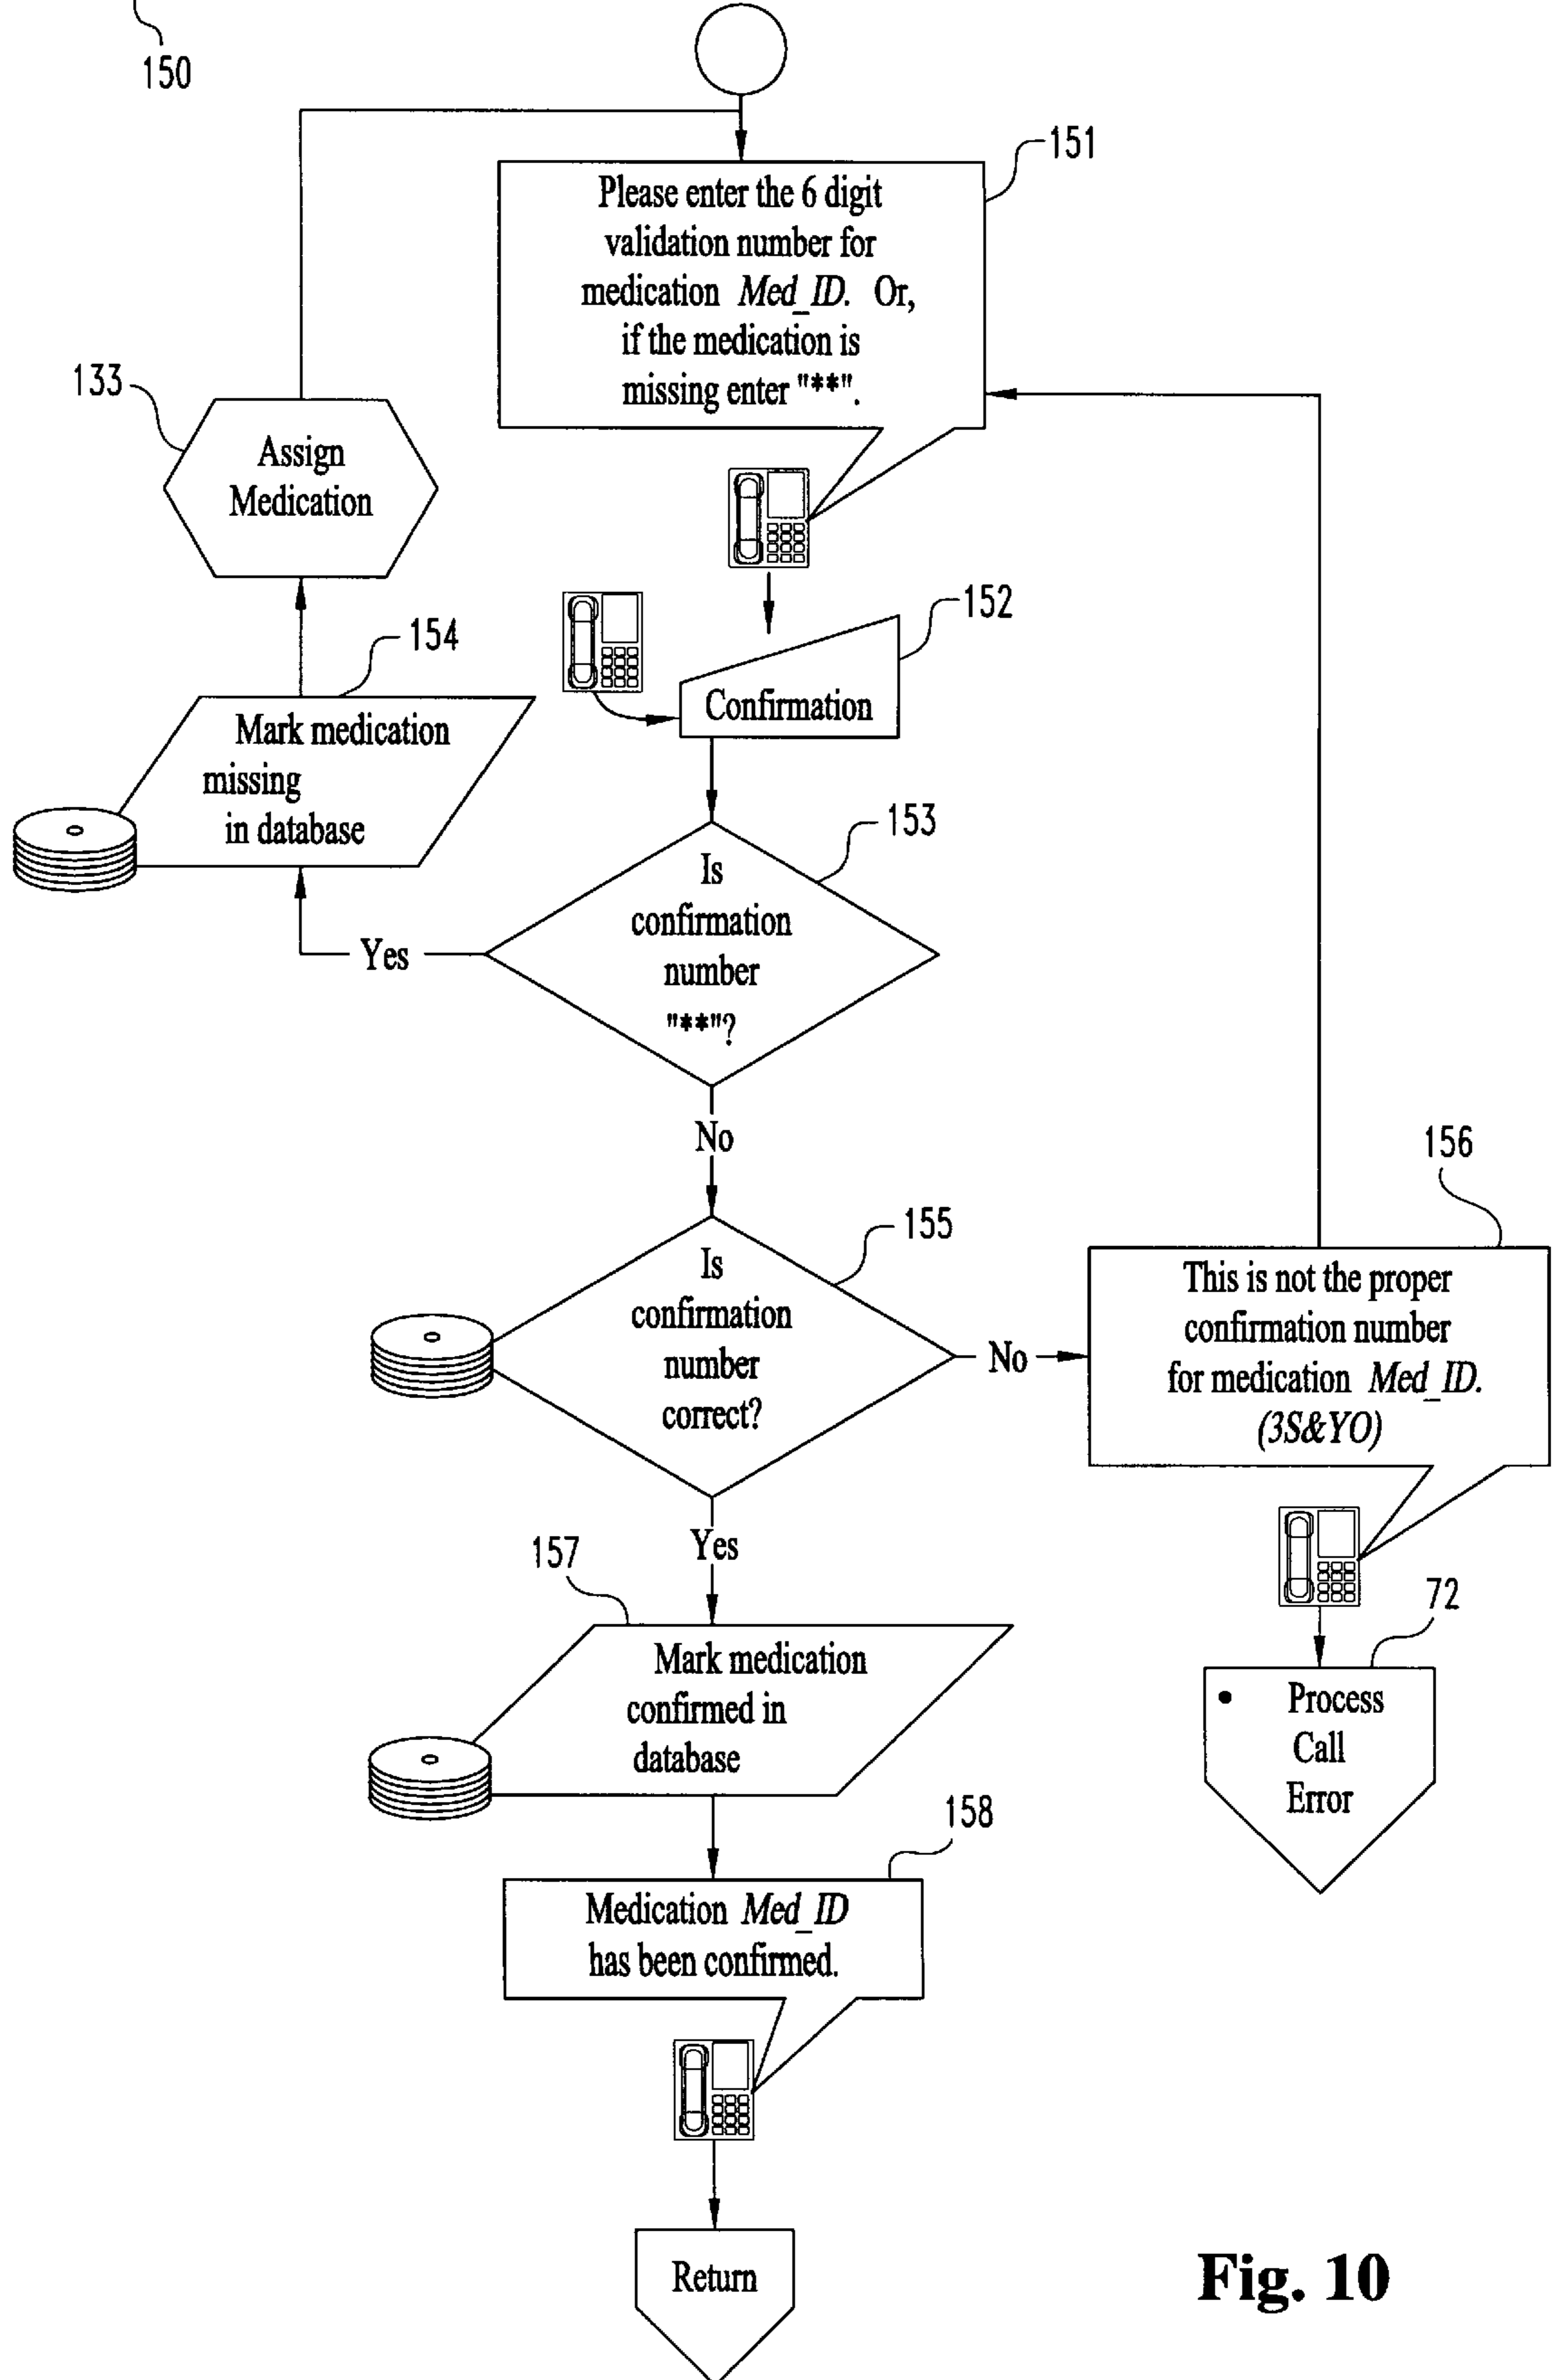 150
151
Please enter the 6 digit
validation number for
medication Med_ID. Or,
if the medication is
missing enter "**".
133
Assign
Medication
152
Confirmation
154
Mark medication
missing
in database
153
Is
confirmation
number
"**"?
Yes
No
155
Is
confirmation
number
correct?
No
156
This is not the proper
confirmation number
for medication Med_ID.
(3S&YO)
Yes
157
Mark medication
confirmed in
database
72
• Process
Call
Error
158
Medication Med_ID
has been confirmed.
Return
Fig. 10